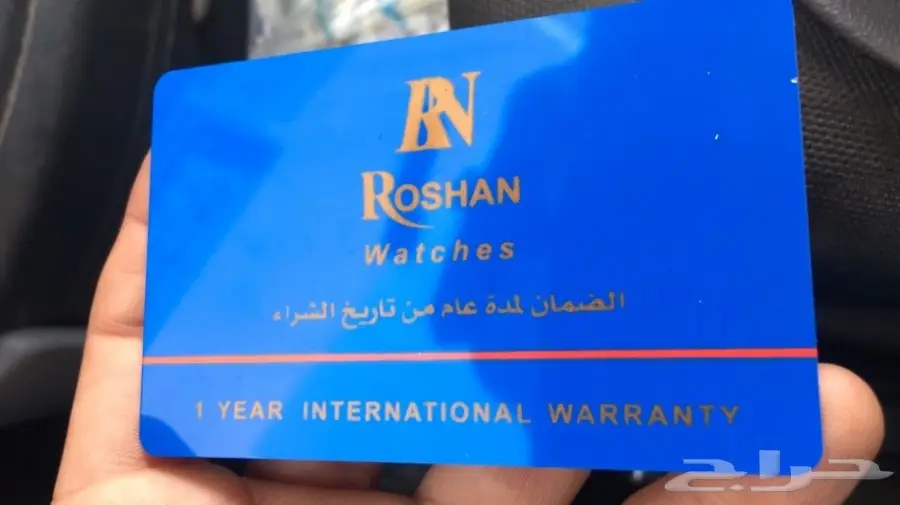 RN
ROSHAN
Watches
الضمان لمدة عام من تاريخ الشراء
1 YEAR INTERNATIONAL WARRANTY
حراج